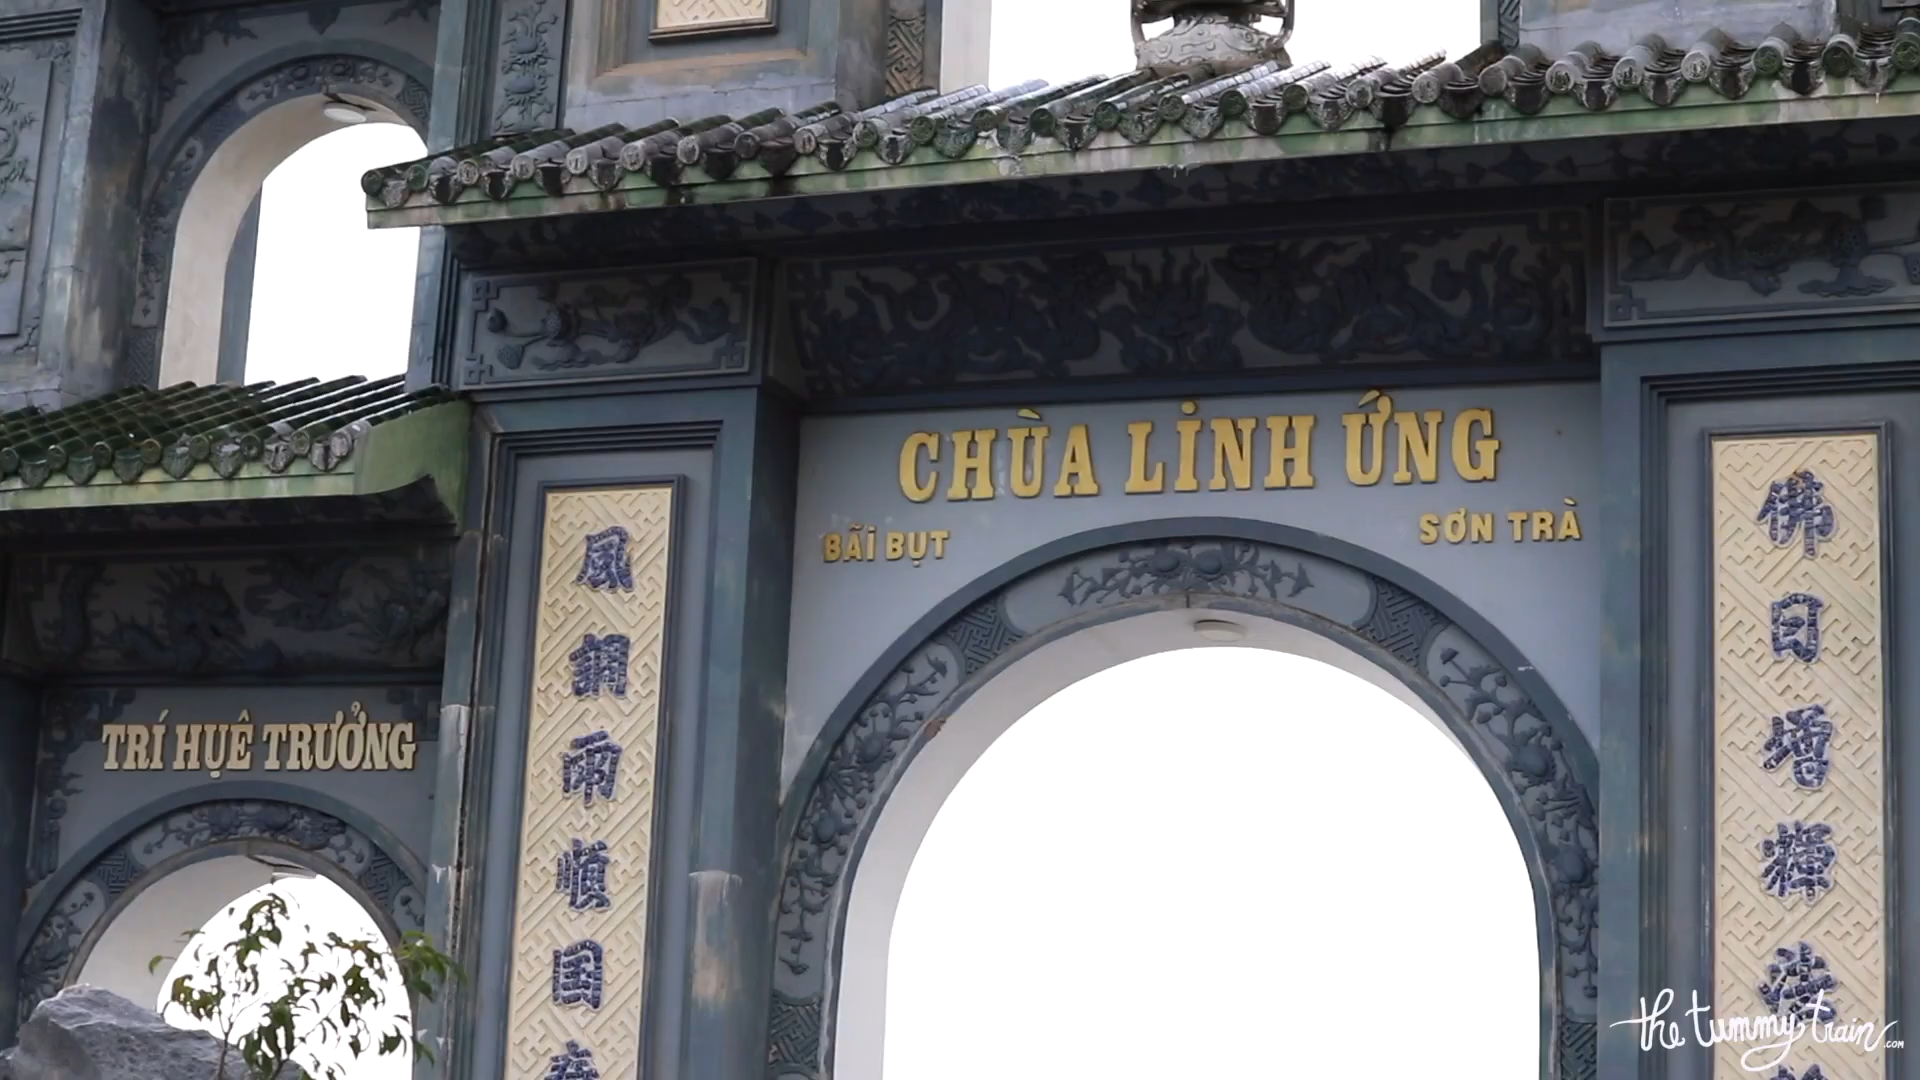 CHÙA LINH ỨNG
BÃI BỤT
SƠN TRÀ
TRÍ HUỆ TRƯỞNG
風調雨順国
佛日增輝
the tummy train.com